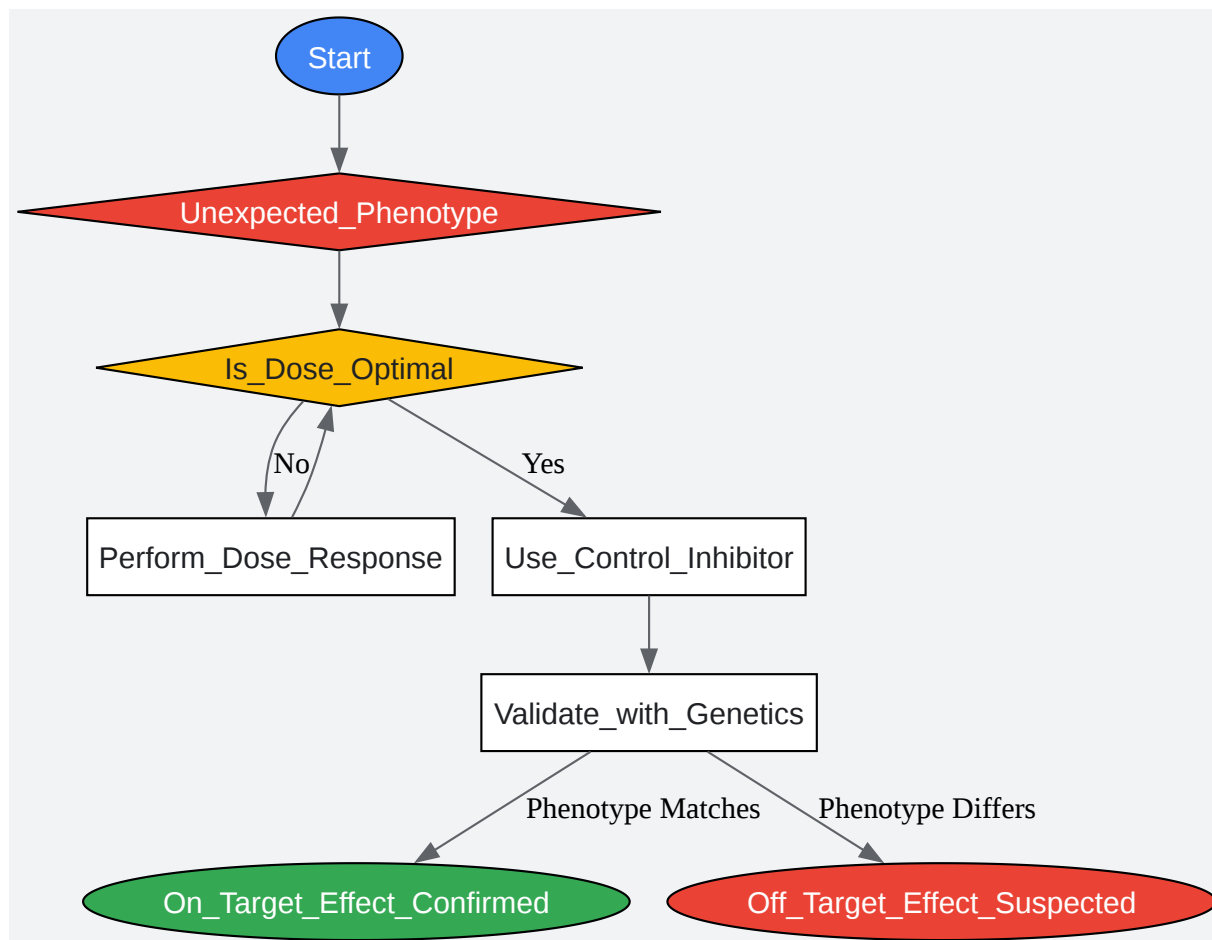 Start
Unexpected_Phenotype
Is_Dose_Optimal
No
Yes
Perform_Dose_Response
Use_Control_Inhibitor
Validate_with_Genetics
Phenotype Matches
Phenotype Differs
On_Target_Effect_Confirmed
Off_Target_Effect_Suspected